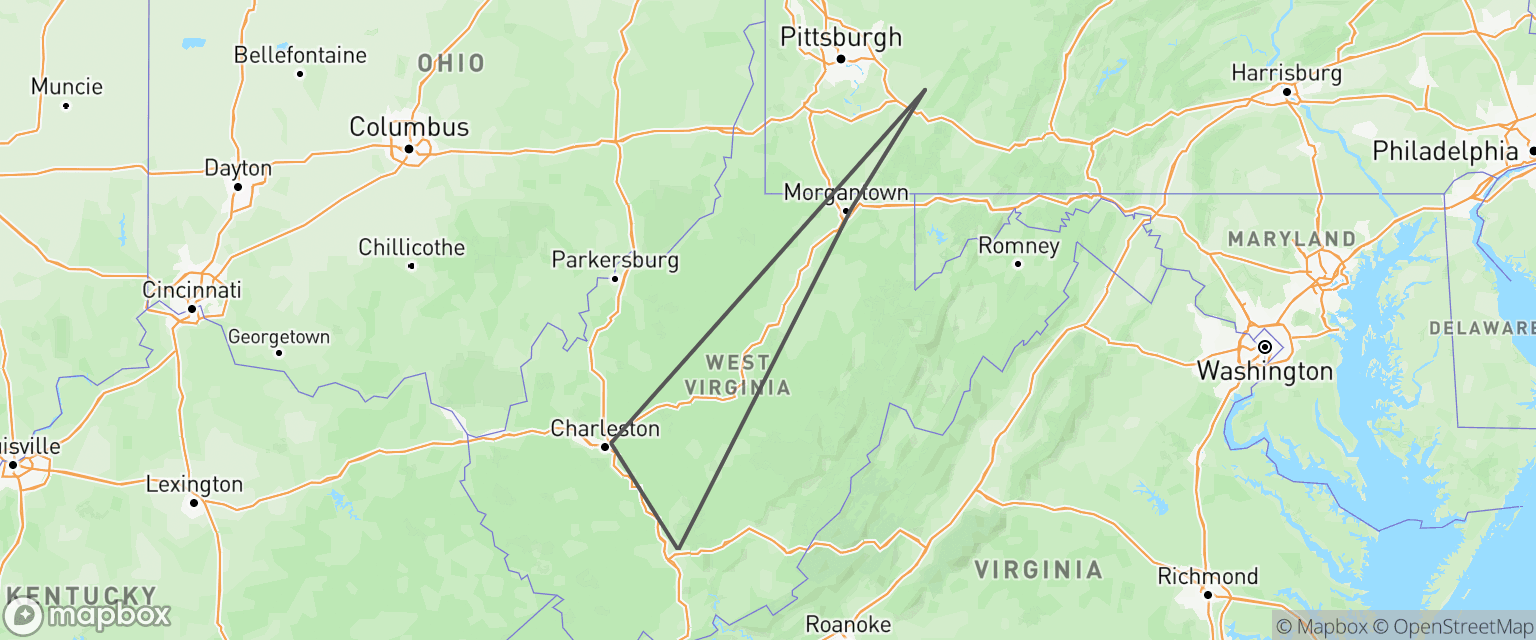 Pittsburgh
Bellefontaine
OHIO
Muncie
Harrisburg
Columbus
Philadelphia
Dayton
Morgantown
Chillicothe
Romney
MARYLAND
Parkersburg
Cincinnati
Georgetown
DELAWARE
WEST
VIRGINIA
Washington
Charleston
uisville
Lexington
VIRGINIA
Richmond
KENTUCKY
mapbox
Roanoke
© Mapbox © OpenStreetMap